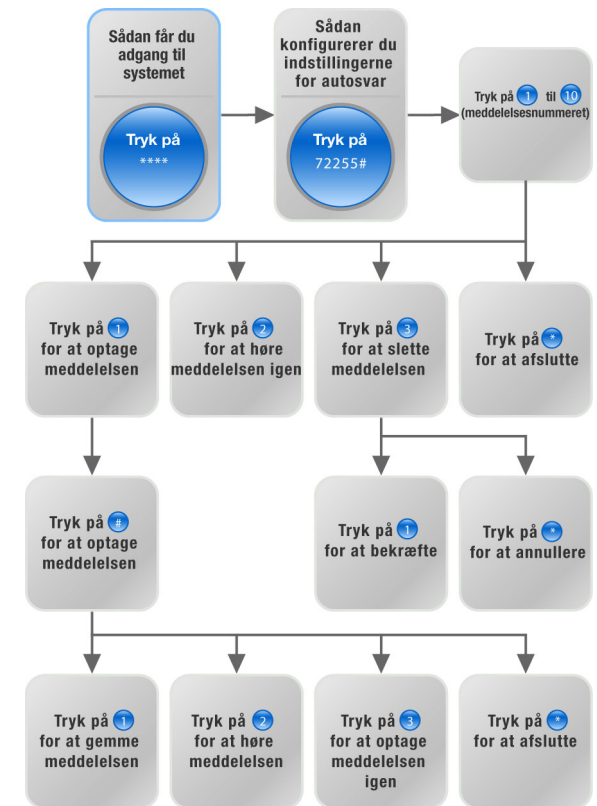 Sådan får du
adgang til
systemet
Tryk på
****
Sådan
konfigurerer du
indstillingerne
for autosvar
Tryk på
72255#
Tryk på 1 til 10
(meddelelsesnummeret)
Tryk på 1
for at optage
meddelelsen
Tryk på 2
for at høre
meddelelsen igen
Tryk på 3
for at slette
meddelelsen
Tryk på *
for at afslutte
Tryk på #
for at optage
meddelelsen
Tryk på 1
for at bekræfte
Tryk på *
for at annullere
Tryk på 1
for at gemme
meddelelsen
Tryk på 2
for at høre
meddelelsen
Tryk på 3
for at optage
meddelelsen
igen
Tryk på *
for at afslutte